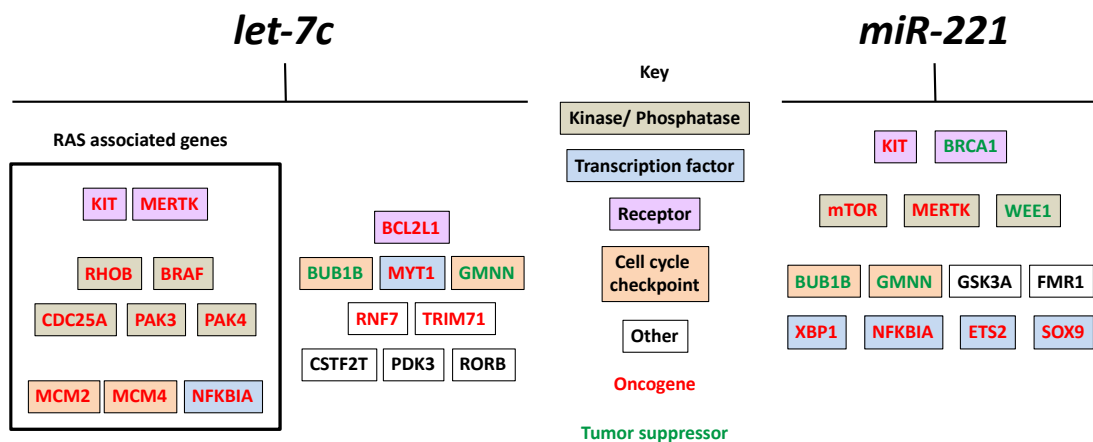 let-7c
miR-221
RAS associated genes
KIT MERTK
RHOB BRAF
CDC25A PAK3 PAK4
MCM2 MCM4 NFKBIA
BCL2L1
BUB1B MYT1 GMNN
RNF7 TRIM71
CSTF2T PDK3 RORB
Key
Kinase/ Phosphatase
Transcription factor
Receptor
Cell cycle
checkpoint
Other
Oncogene
Tumor suppressor
KIT BRCA1
mTOR MERTK WEE1
BUB1B GMNN GSK3A FMR1
XBP1 NFKBIA ETS2 SOX9